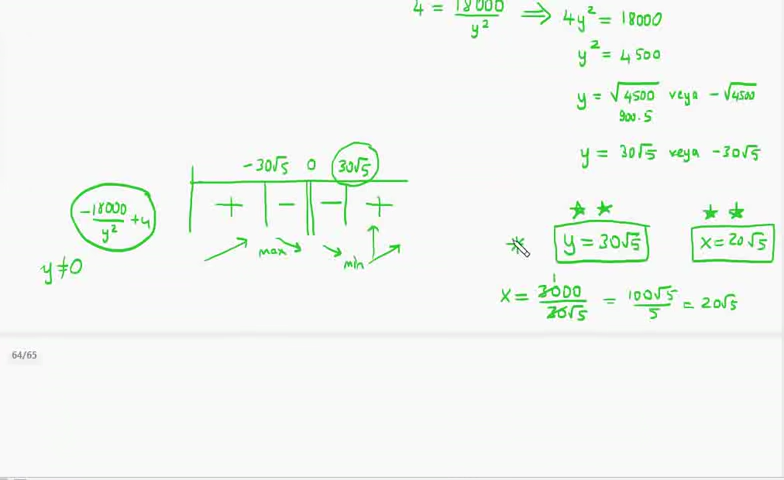 4 = 18000/y² ⟹ 4y² = 18000
y² = 4500
y = √4500 veya -√4500
900.5
y = 30√5 veya -30√5
-30√5 0 30√5
-18000/y² + 4
+ - - +
max min
y ≠ 0
★ ★ ★ ★
* y = 30√5 x = 20√5
x = 3000/30√5 = 100√5/5 = 20√5
64/65